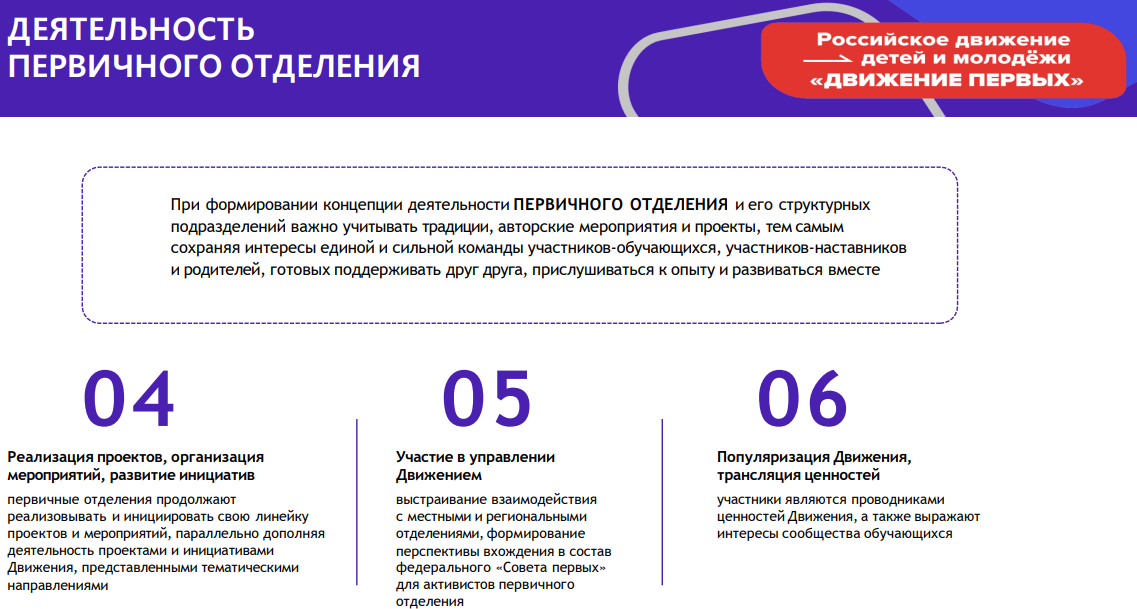 ДЕЯТЕЛЬНОСТЬ
ПЕРВИЧНОГО ОТДЕЛЕНИЯ
Российское движение
детей и молодёжи
«ДВИЖЕНИЕ ПЕРВЫХ»
При формировании концепции деятельности ПЕРВИЧНОГО ОТДЕЛЕНИЯ и его структурных
подразделений важно учитывать традиции, авторские мероприятия и проекты, тем самым
сохраняя интересы единой и сильной команды участников-обучающихся, участников-наставников
и родителей, готовых поддерживать друг друга, прислушиваться к опыту и развиваться вместе
04
Реализация проектов, организация
мероприятий, развитие инициатив
первичные отделения продолжают
реализовывать и инициировать свою линейку
проектов и мероприятий, параллельно дополняя
деятельность проектами и инициативами
Движения, представленными тематическими
направлениями
05
Участие в управлении
Движением
выстраивание взаимодействия
с местными и региональными
отделениями, формирование
перспективы вхождения в состав
федерального «Совета первых»
для активистов первичного
отделения
06
Популяризация Движения,
трансляция ценностей
участники являются проводниками
ценностей Движения, а также выражают
интересы сообщества обучающихся